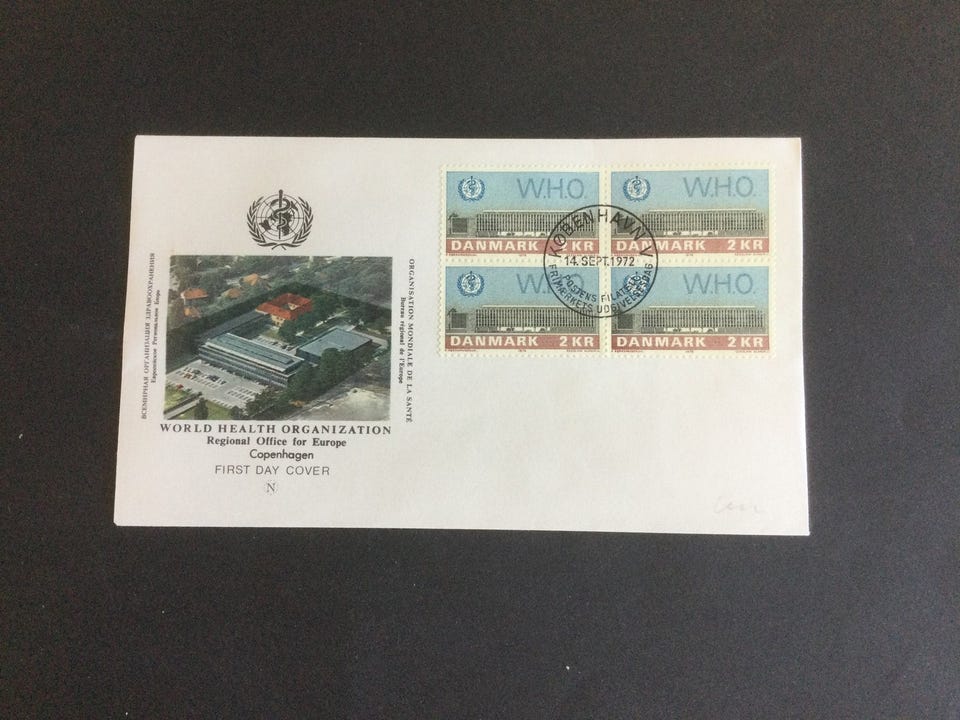 ВСЕМИРНАЯ ОРГАНИЗАЦИЯ ЗДРАВООХРАНЕНИЯ
Европейское Региональное Бюро
ORGANISATION MONDIALE DE LA SANTÉ
Bureau régional de l'Europe
WORLD HEALTH ORGANIZATION
Regional Office for Europe
Copenhagen
FIRST DAY COVER
N
W.H.O.
DANMARK 2 KR
W.H.O.
DANMARK 2 KR
W.H.O.
DANMARK 2 KR
W.H.O.
DANMARK 2 KR
KØBENHAVN V
14. SEPT. 1972
POSTENS FILATELI
FRIMÆRKETS UDGIVELSESDAG